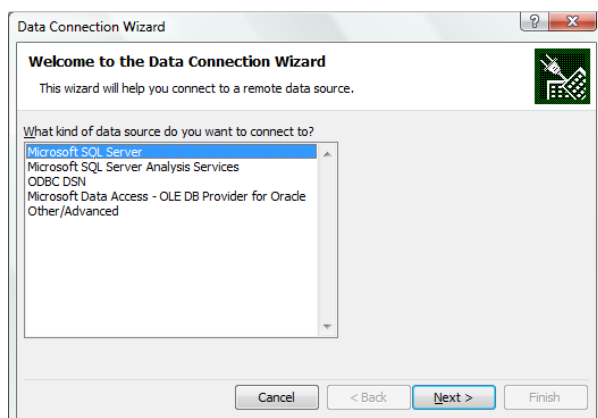 Data Connection Wizard
Welcome to the Data Connection Wizard
This wizard will help you connect to a remote data source.
What kind of data source do you want to connect to?
Microsoft SQL Server
Microsoft SQL Server Analysis Services
ODBC DSN
Microsoft Data Access - OLE DB Provider for Oracle
Other/Advanced
Cancel < Back Next > Finish